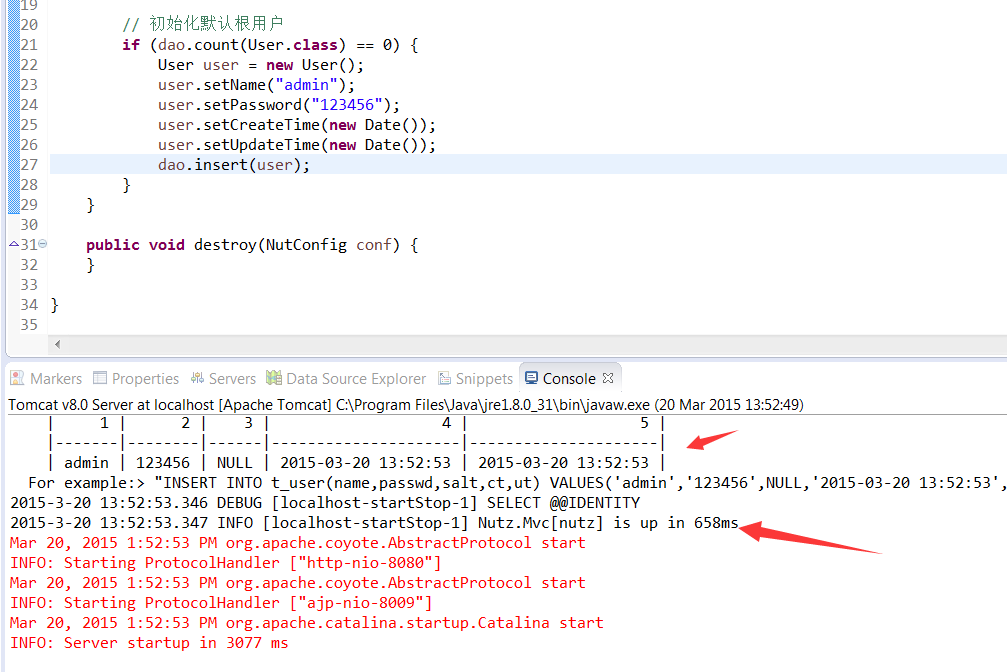 19
20 // 初始化默认根用户
21 if (dao.count(User.class) == 0) {
22 User user = new User();
23 user.setName("admin");
24 user.setPassword("123456");
25 user.setCreateTime(new Date());
26 user.setUpdateTime(new Date());
27 dao.insert(user);
28 }
29 }
30
31 public void destroy(NutConfig conf) {
32 }
33
34 }
35
Markers Properties Servers Data Source Explorer Snippets Console
Tomcat v8.0 Server at localhost [Apache Tomcat] C:\Program Files\Java\jre1.8.0_31\bin\javaw.exe (20 Mar 2015 13:52:49)
| 1 | 2 | 3 | 4 | 5 |
|-------|--------|------|---------------------|---------------------|
| admin | 123456 | NULL | 2015-03-20 13:52:53 | 2015-03-20 13:52:53 |
For example:> "INSERT INTO t_user(name,passwd,salt,ct,ut) VALUES('admin','123456',NULL,'2015-03-20 13:52:53',
2015-3-20 13:52:53.346 DEBUG [localhost-startStop-1] SELECT @@IDENTITY
2015-3-20 13:52:53.347 INFO [localhost-startStop-1] Nutz.Mvc[nutz] is up in 658ms
Mar 20, 2015 1:52:53 PM org.apache.coyote.AbstractProtocol start
INFO: Starting ProtocolHandler ["http-nio-8080"]
Mar 20, 2015 1:52:53 PM org.apache.coyote.AbstractProtocol start
INFO: Starting ProtocolHandler ["ajp-nio-8009"]
Mar 20, 2015 1:52:53 PM org.apache.catalina.startup.Catalina start
INFO: Server startup in 3077 ms